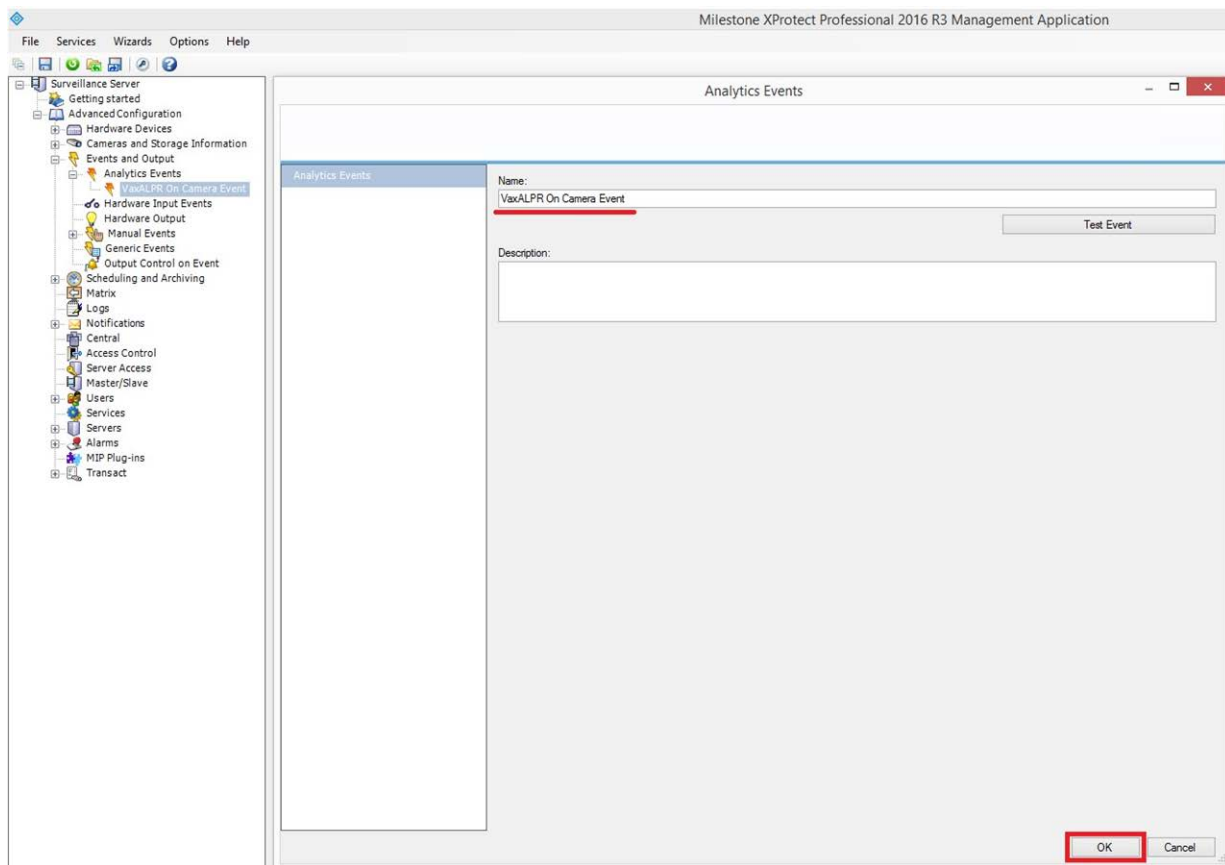 Milestone XProtect Professional 2016 R3 Management Application
File Services Wizards Options Help
Surveillance Server
Getting started
Advanced Configuration
Hardware Devices
Cameras and Storage Information
Events and Output
Analytics Events
VaxALPR On Camera Event
Hardware Input Events
Hardware Output
Manual Events
Generic Events
Output Control on Event
Scheduling and Archiving
Matrix
Logs
Notifications
Central
Access Control
Server Access
Master/Slave
Users
Services
Servers
Alarms
MIP Plug-ins
Transact
Analytics Events
Analytics Events
Name:
VaxALPR On Camera Event
Test Event
Description:
OK Cancel